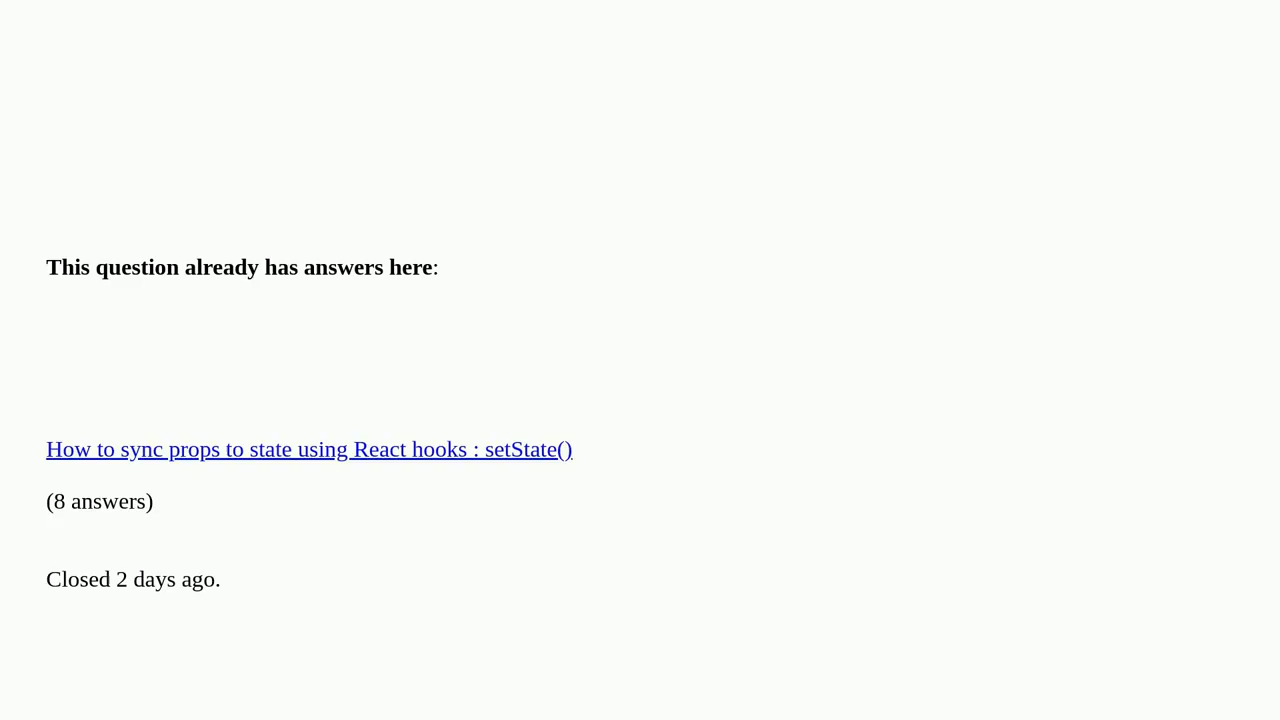 This question already has answers here:
How to sync props to state using React hooks : setState()
(8 answers)
Closed 2 days ago.